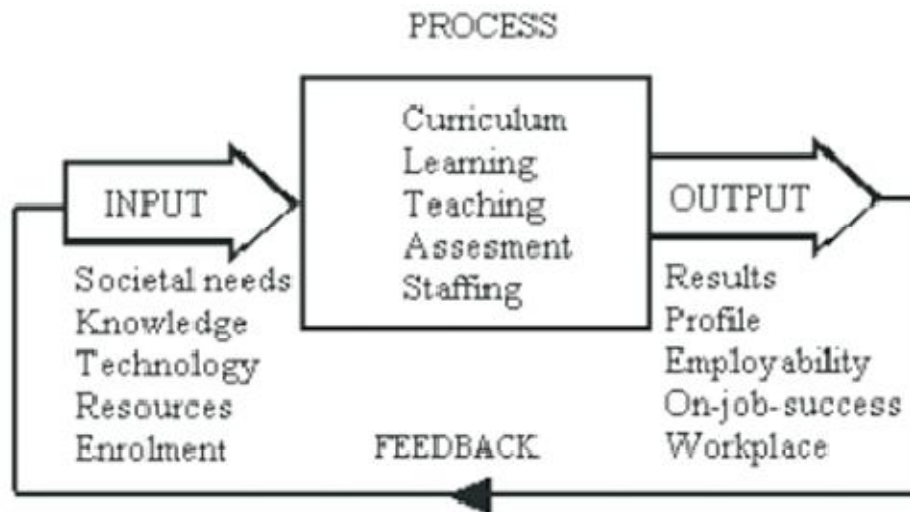 PROCESS
Curriculum
Learning
Teaching
Assesment
Staffing
INPUT
Societal needs
Knowledge
Technology
Resources
Enrolment
OUTPUT
Results
Profile
Employability
On-job-success
Workplace
FEEDBACK